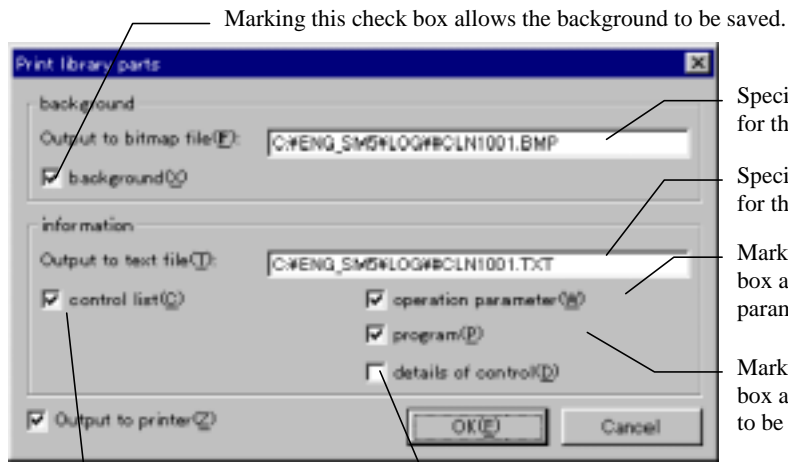 Marking this check box allows the background to be saved.
Print library parts
background
Output to bitmap file(F):
C:¥ENG_SM5¥LOG¥#CLN1001.BMP
Speci
for th
background(V)
Speci
for th
information
Output to text file(T):
C:¥ENG_SM5¥LOG¥#CLN1001.TXT
Mark
box a
param
control list(C)
operation parameter(W)
program(P)
Mark
box a
to be
details of control(D)
Output to printer(Z)
OK(E)
Cancel